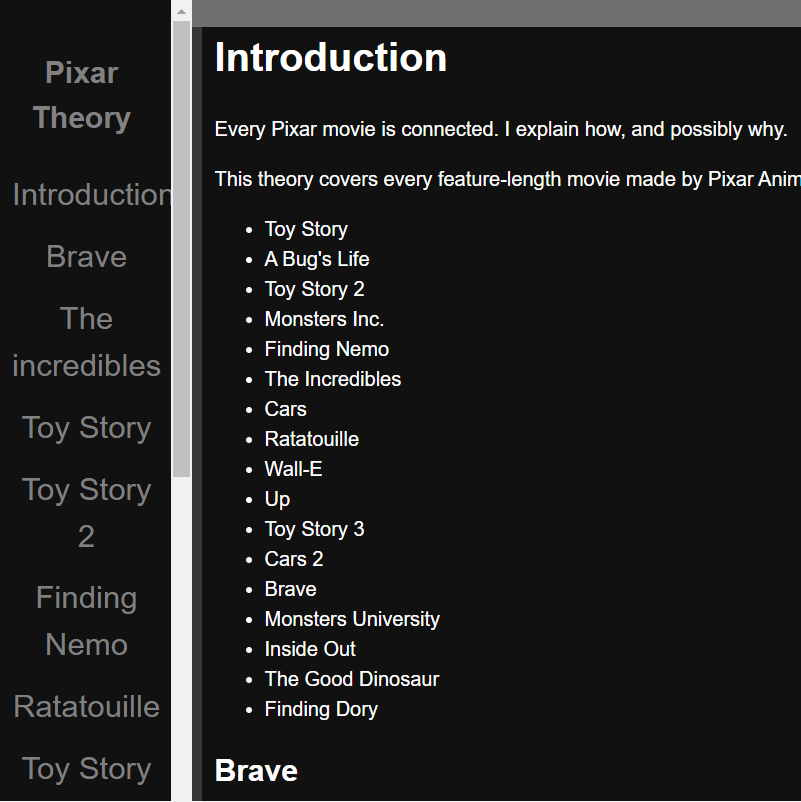 Pixar
Theory
Introduction
Brave
The
incredibles
Toy Story
Toy Story
2
Finding
Nemo
Ratatouille
Toy Story
Introduction
Every Pixar movie is connected. I explain how, and possibly why.
This theory covers every feature-length movie made by Pixar Anim
Toy Story
A Bug's Life
Toy Story 2
Monsters Inc.
Finding Nemo
The Incredibles
Cars
Ratatouille
Wall-E
Up
Toy Story 3
Cars 2
Brave
Monsters University
Inside Out
The Good Dinosaur
Finding Dory
Brave